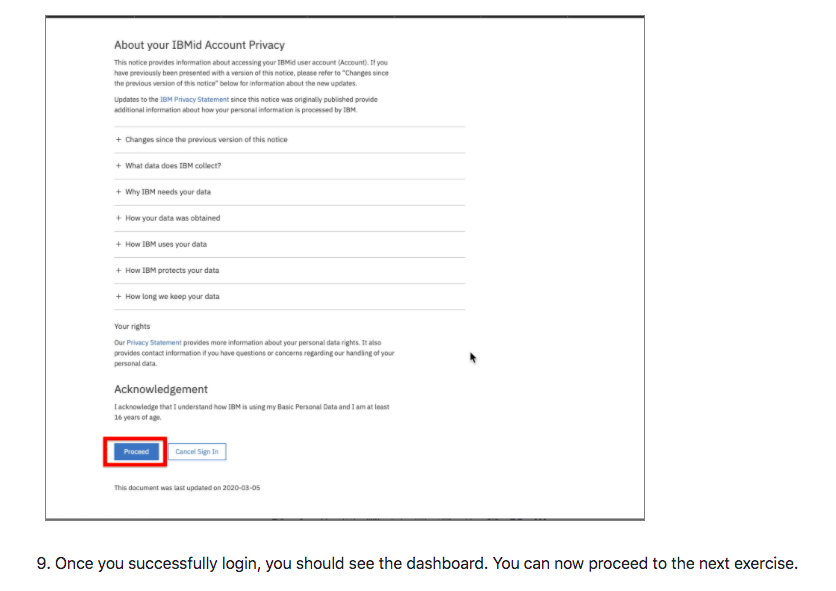 About your IBMid Account Privacy
This notice provides information about accessing your IBMid user account (Account). If you
have previously been presented with a version of this notice, please refer to "Changes since
the previous version of this notice" below for information about the new updates.
Updates to the IBM Privacy Statement since this notice was originally published provide
additional information about how your personal information is processed by IBM.
+ Changes since the previous version of this notice
+ What data does IBM collect?
+ Why IBM needs your data
+ How your data was obtained
+ How IBM uses your data
+ How IBM protects your data
+ How long we keep your data
Your rights
Our Privacy Statement provides more information about your personal data rights. It also
provides contact information if you have questions or concerns regarding our handling of your
personal data.
Acknowledgement
I acknowledge that I understand how IBM is using my Basic Personal Data and I am at least
16 years of age.
Proceed Cancel Sign In
This document was last updated on 2020-03-05
9. Once you successfully login, you should see the dashboard. You can now proceed to the next exercise.